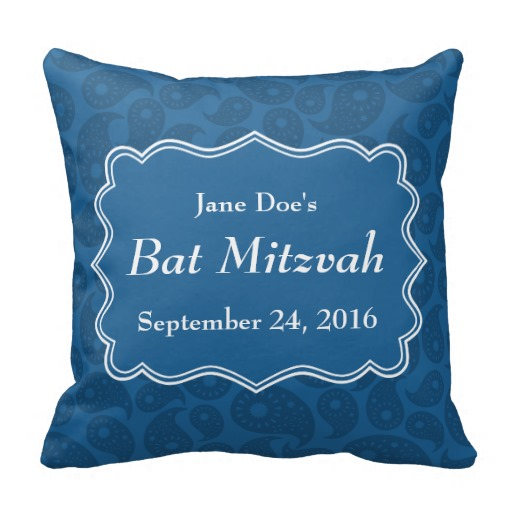 Jane Doe's
Bat Mitzvah
September 24, 2016